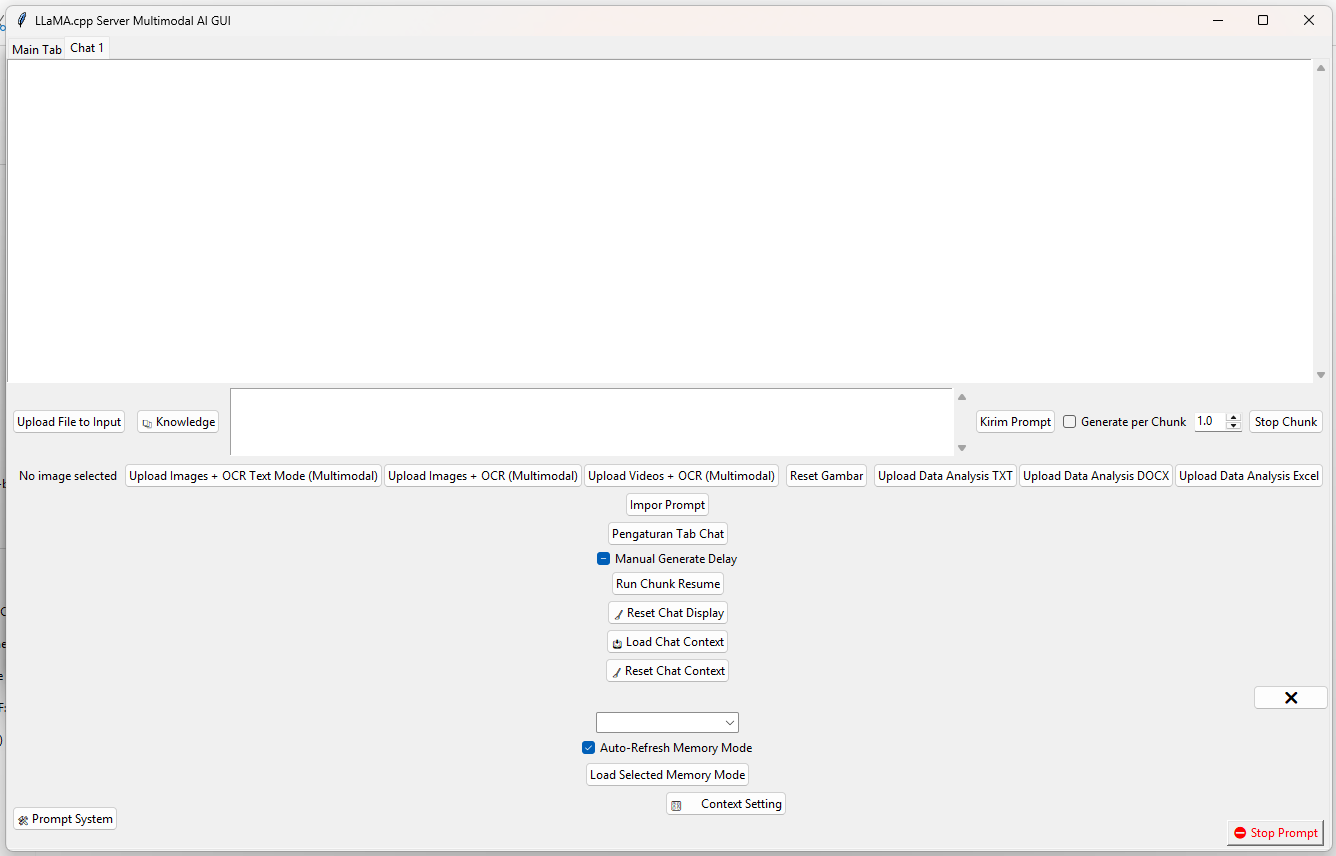 LLaMA.cpp Server Multimodal AI GUI
Main Tab Chat 1
Upload File to Input Knowledge Kirim Prompt Generate per Chunk 1.0 Stop Chunk
No image selected Upload Images + OCR Text Mode (Multimodal) Upload Images + OCR (Multimodal) Upload Videos + OCR (Multimodal) Reset Gambar Upload Data Analysis TXT Upload Data Analysis DOCX Upload Data Analysis Excel
Impor Prompt
Pengaturan Tab Chat
Manual Generate Delay
Run Chunk Resume
Reset Chat Display
Load Chat Context
Reset Chat Context
Auto-Refresh Memory Mode
Load Selected Memory Mode
Context Setting
Prompt System
Stop Prompt